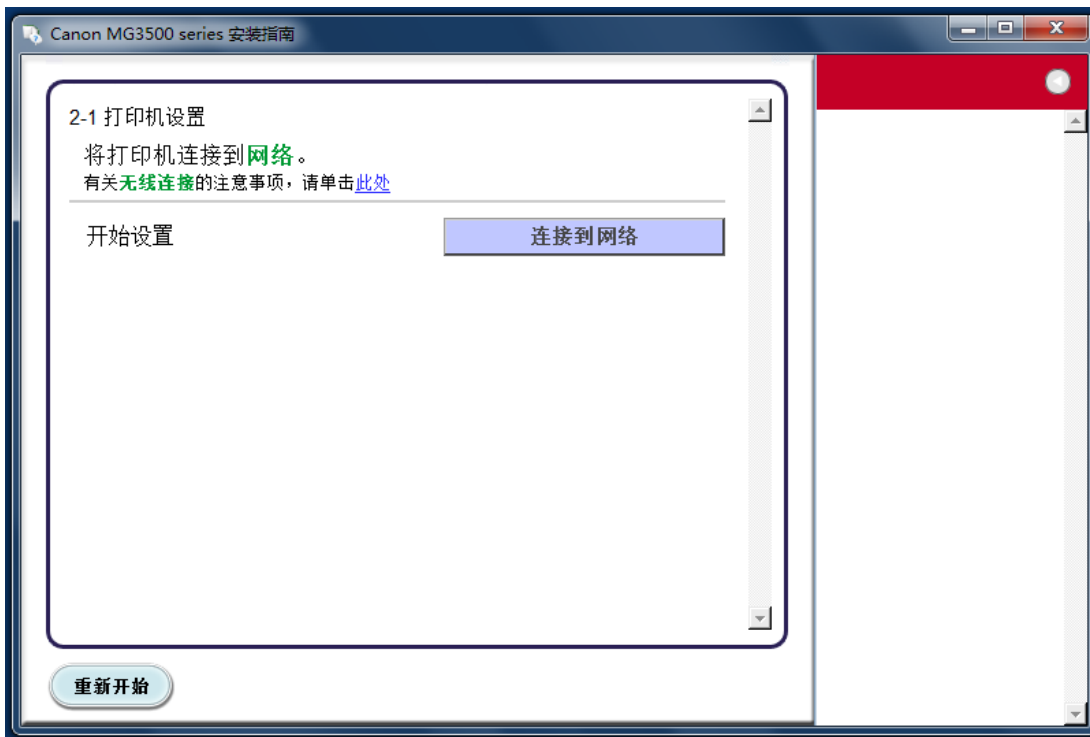 Canon MG3500 series 安装指南
2-1 打印机设置
将打印机连接到网络。
有关无线连接的注意事项，请单击此处
开始设置
连接到网络
重新开始